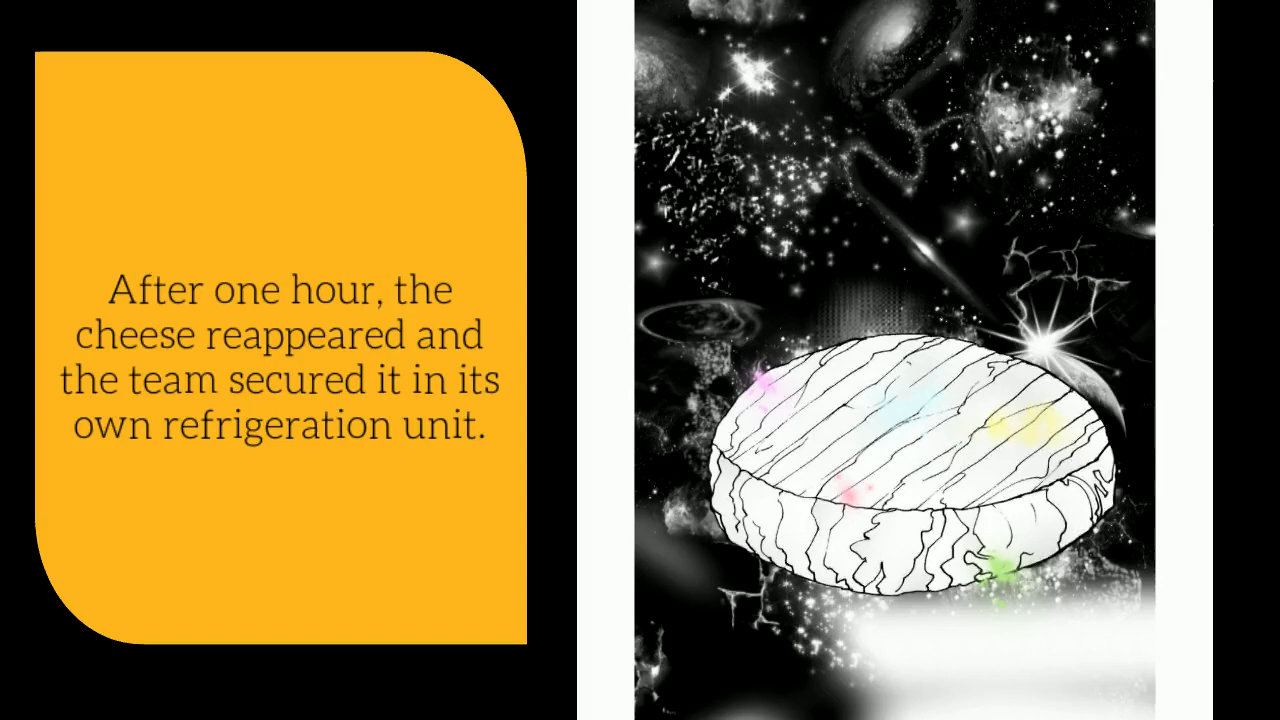 After one hour, the
cheese reappeared and
the team secured it in its
own refrigeration unit.